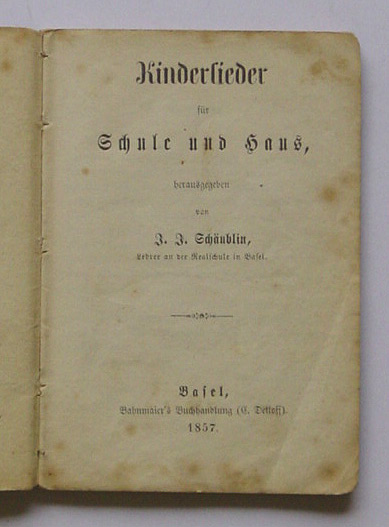 Kinderlieder
für
Schule und Haus,
herausgegeben
von
J. J. Schäublin,
Lehrer an der Realschule in Basel.
Basel,
Bahnmaier's Buchhandlung (C. Detloff).
1857.